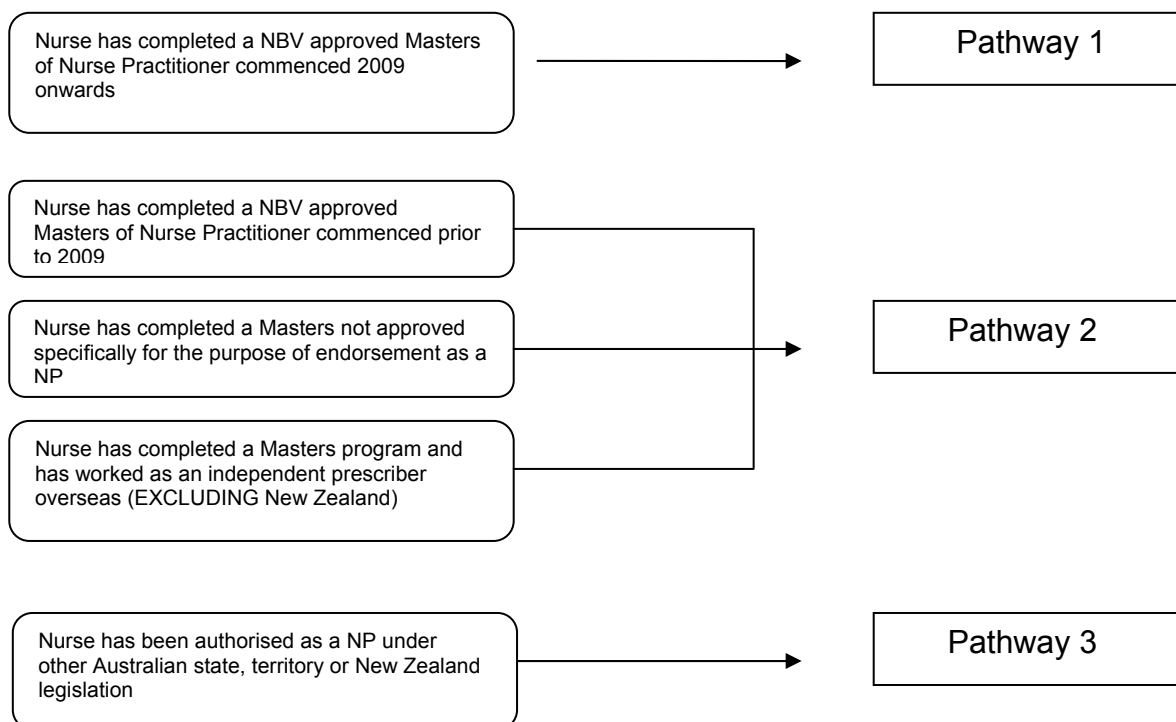 Nurse has completed a NBV approved Masters
of Nurse Practitioner commenced 2009
onwards
Pathway 1
Nurse has completed a NBV approved
Masters of Nurse Practitioner commenced prior
to 2009
Nurse has completed a Masters not approved
specifically for the purpose of endorsement as a
NP
Pathway 2
Nurse has completed a Masters program and
has worked as an independent prescriber
overseas (EXCLUDING New Zealand)
Nurse has been authorised as a NP under
other Australian state, territory or New Zealand
legislation
Pathway 3